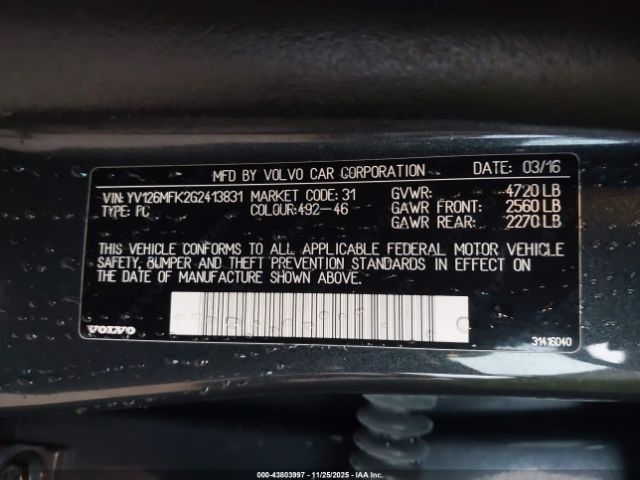 MFD BY VOLVO CAR CORPORATION DATE: 03/16
VIN: YV126MFK2G2413831 MARKET CODE: 31 GVWR: 4720 LB
TYPE: PC COLOUR:492-46 GAWR FRONT: 2560 LB
GAWR REAR: 2270 LB
THIS VEHICLE CONFORMS TO ALL APPLICABLE FEDERAL MOTOR VEHICLE
SAFETY, BUMPER AND THEFT PREVENTION STANDARDS IN EFFECT ON
THE DATE OF MANUFACTURE SHOWN ABOVE.
VOLVO 31416040
000-43803997 11/25/2025 IAA Holdings, LLC